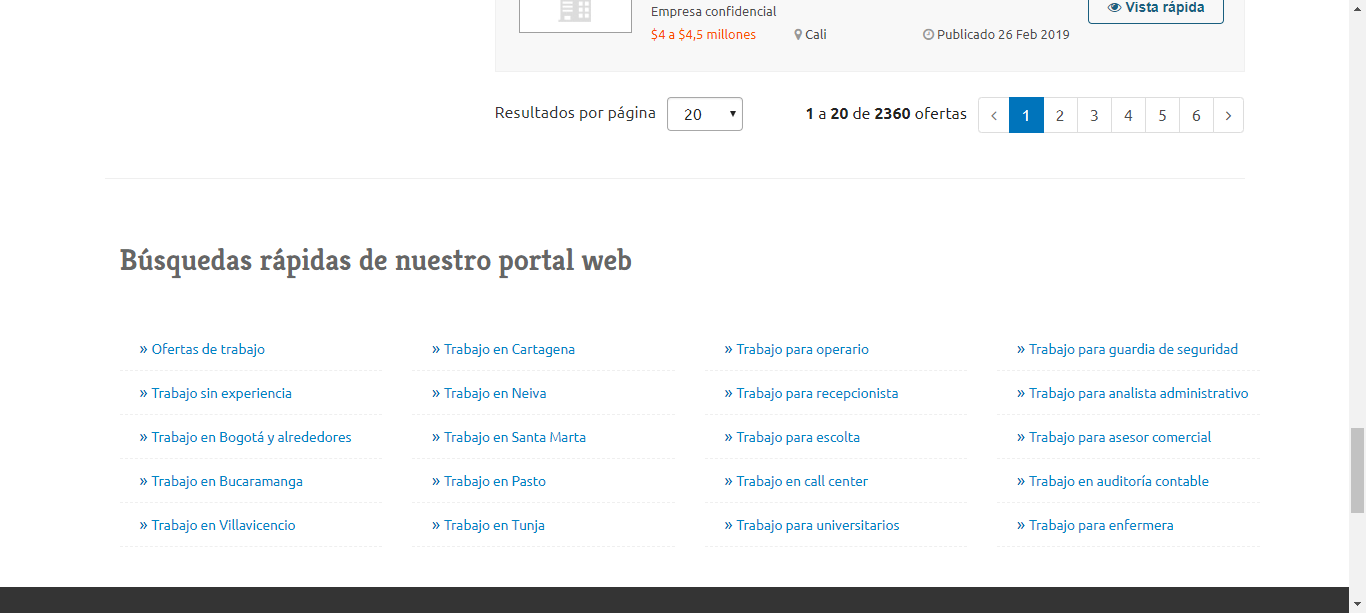 Empresa confidencial
Vista rápida
$4 a $4,5 millones Cali Publicado 26 Feb 2019
Resultados por página 20 1 a 20 de 2360 ofertas ‹ 1 2 3 4 5 6 ›
Búsquedas rápidas de nuestro portal web
» Ofertas de trabajo » Trabajo en Cartagena » Trabajo para operario » Trabajo para guardia de seguridad
» Trabajo sin experiencia » Trabajo en Neiva » Trabajo para recepcionista » Trabajo para analista administrativo
» Trabajo en Bogotá y alrededores » Trabajo en Santa Marta » Trabajo para escolta » Trabajo para asesor comercial
» Trabajo en Bucaramanga » Trabajo en Pasto » Trabajo en call center » Trabajo en auditoría contable
» Trabajo en Villavicencio » Trabajo en Tunja » Trabajo para universitarios » Trabajo para enfermera